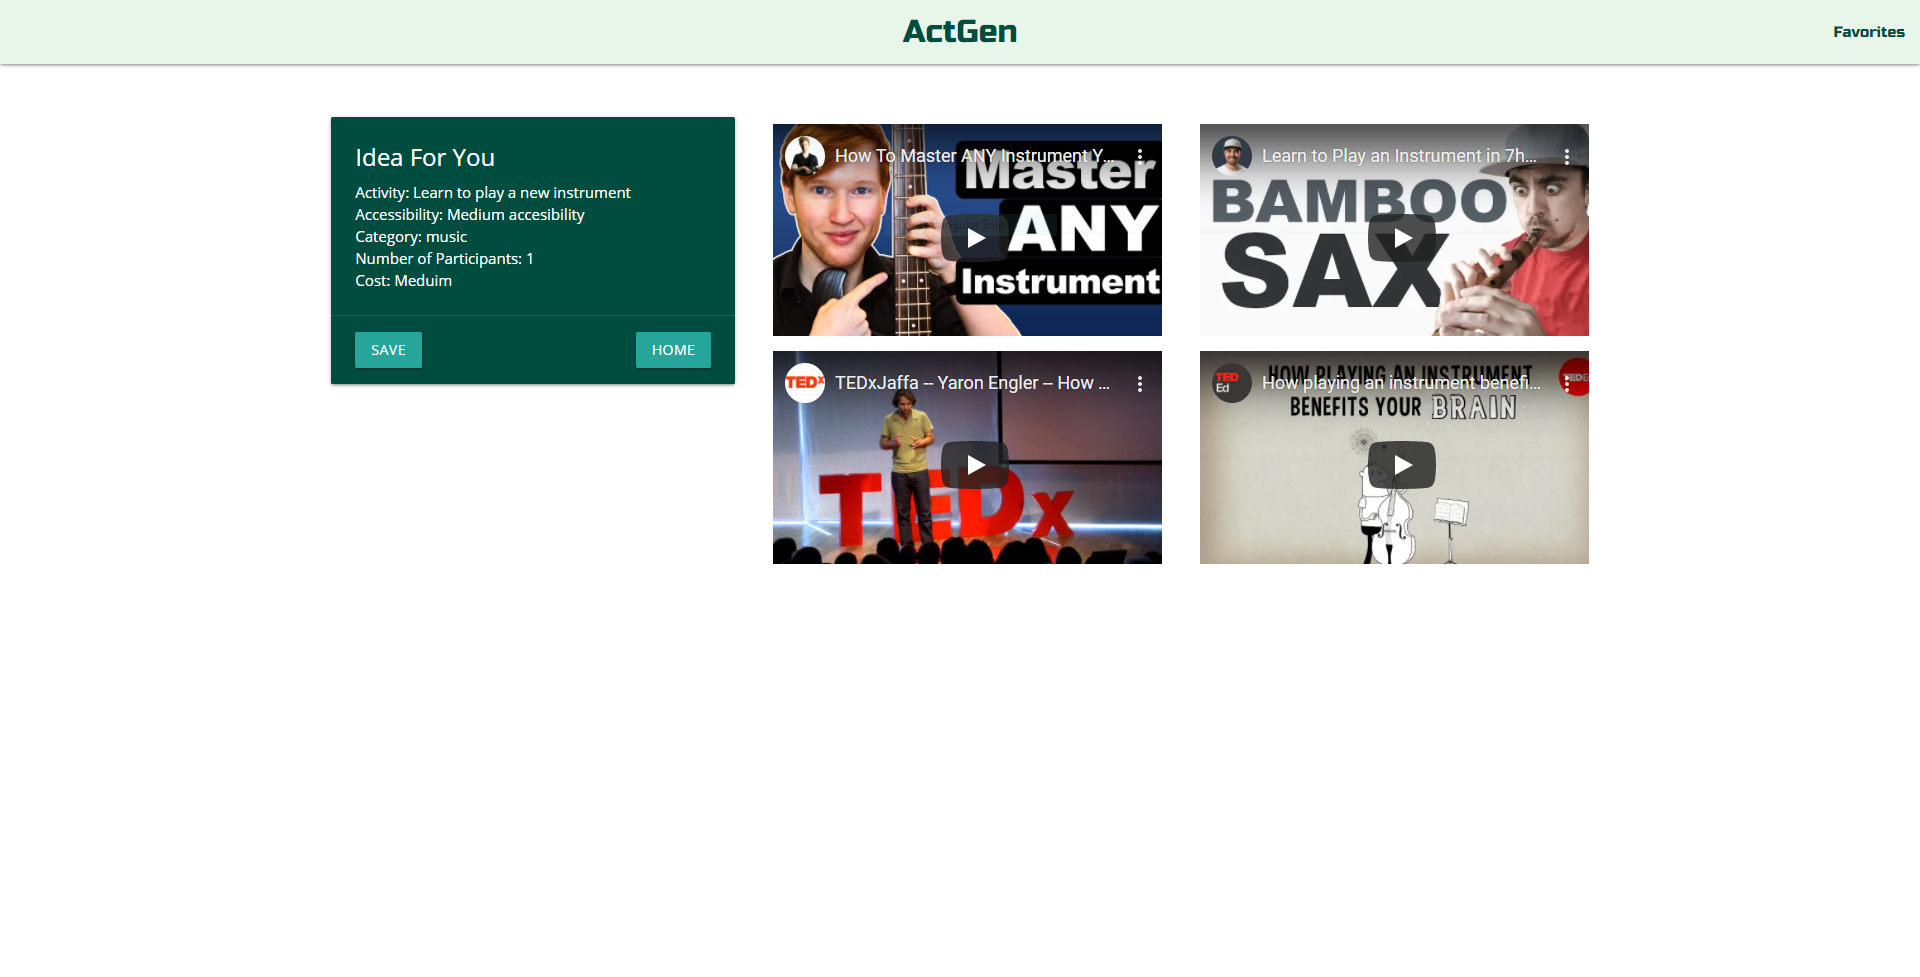 ActGen
Favorites
Idea For You
Activity: Learn to play a new instrument
Accessibility: Medium accesibility
Category: music
Number of Participants: 1
Cost: Meduim
SAVE
HOME
How To Master ANY Instrument Y...
Master
ANY
Instrument
Learn to Play an Instrument in 7h...
BAMBOO
SAX
TEDx
TEDxJaffa -- Yaron Engler -- How ...
TEDx
TED
Ed
How playing an instrument benefi...
HOW PLAYING AN INSTRUMENT
BENEFITS YOUR BRAIN